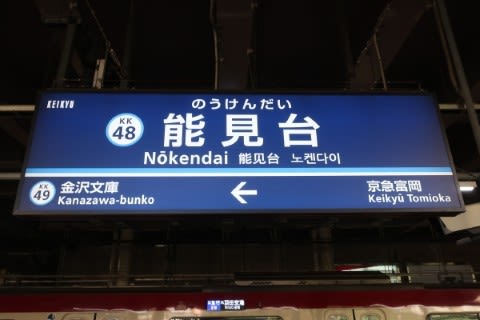 KEIKYU
のうけんだい
KK
48
能見台
Nōkendai 能见台 노켄다이
KK
49
金沢文庫
Kanazawa-bunko
←
京急富岡
Keikyū Tomioka